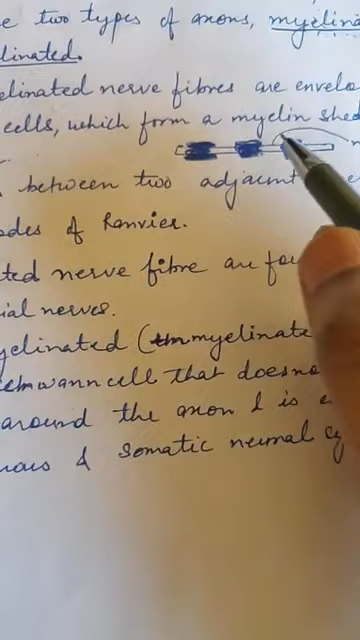 e two types of axons, myelina
linated.
elinated nerve fibres are envelo
cells, which form a myelin shea
between two adjacent
odes of Ranvier.
ted nerve fibre are fou
ial nerves.
yelinated (unmyelinate
chwann cell that does no
around the axon & is e
mous & somatic neural